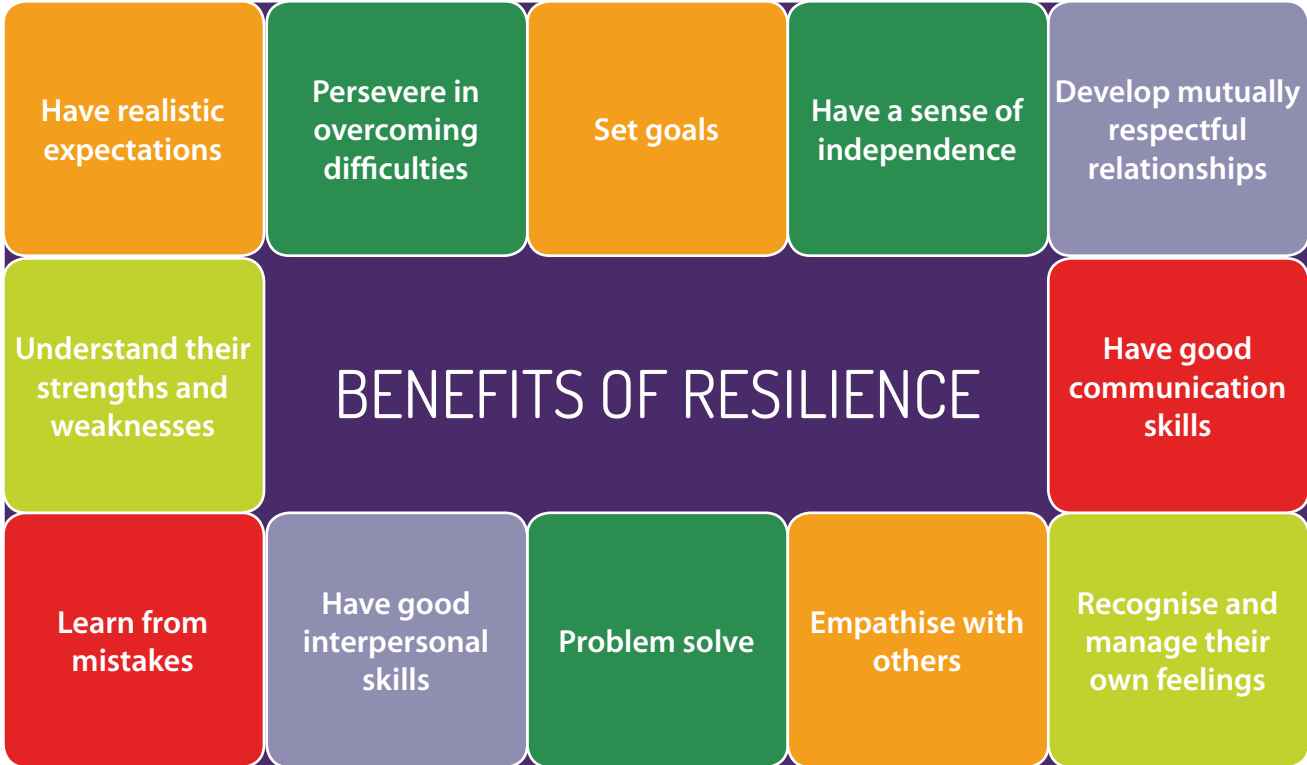 Have realistic
expectations
Persevere in
overcoming
difficulties
Set goals
Have a sense of
independence
Develop mutually
respectful
relationships
Understand their
strengths and
weaknesses
BENEFITS OF RESILIENCE
Have good
communication
skills
Learn from
mistakes
Have good
interpersonal
skills
Problem solve
Empathise with
others
Recognise and
manage their
own feelings